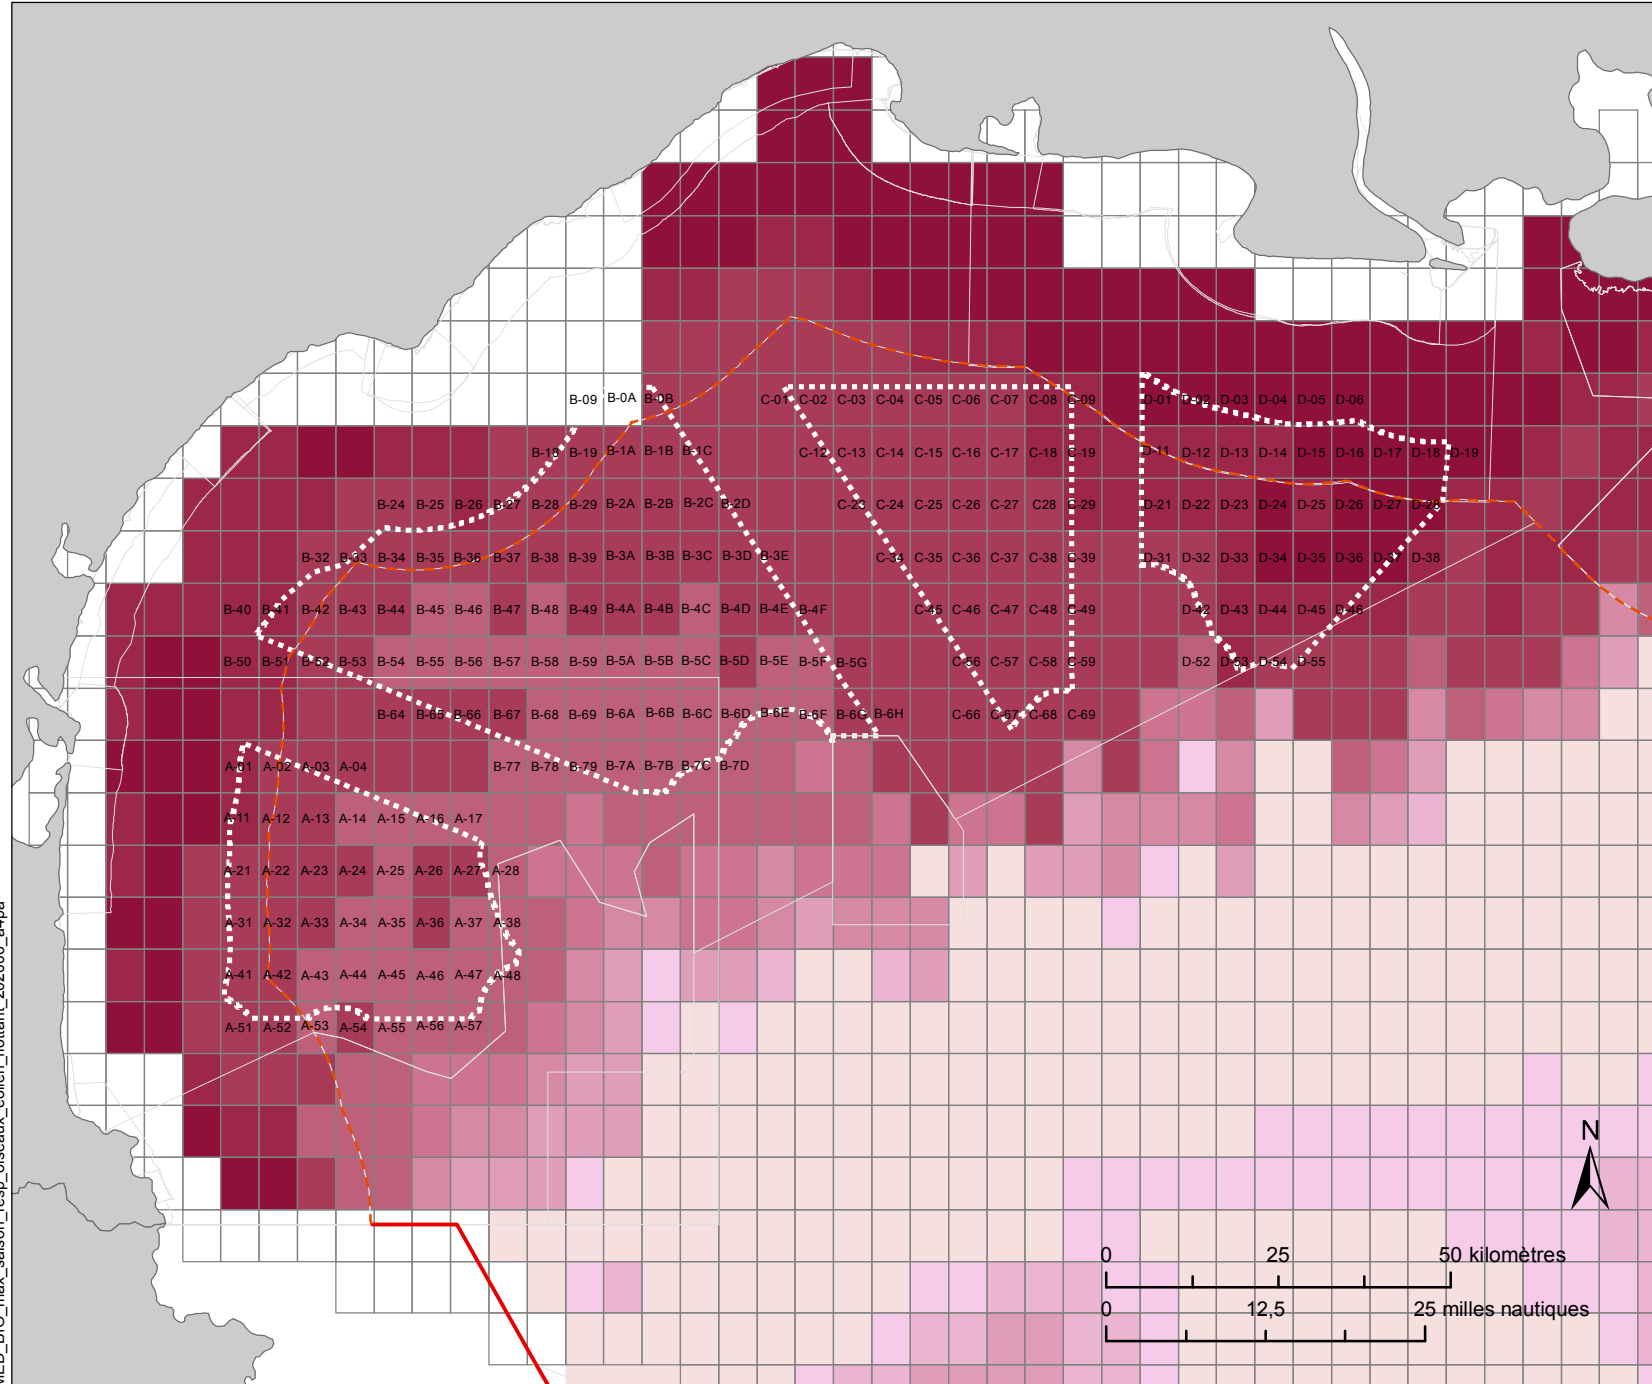 B-09 B-0A B-0B C-01 C-02 C-03 C-04 C-05 C-06 C-07 C-08 C-09 D-01 D-02 D-03 D-04 D-05 D-06
B-18 B-19 B-1A B-1B B-1C C-12 C-13 C-14 C-15 C-16 C-17 C-18 C-19 D-11 D-12 D-13 D-14 D-15 D-16 D-17 D-18 D-19
B-24 B-25 B-26 B-27 B-28 B-29 B-2A B-2B B-2C B-2D C-23 C-24 C-25 C-26 C-27 C28 C-29 D-21 D-22 D-23 D-24 D-25 D-26 D-27 D-28
B-32 B-33 B-34 B-35 B-36 B-37 B-38 B-39 B-3A B-3B B-3C B-3D B-3E C-34 C-35 C-36 C-37 C-38 C-39 D-31 D-32 D-33 D-34 D-35 D-36 D-37 D-38
B-40 B-41 B-42 B-43 B-44 B-45 B-46 B-47 B-48 B-49 B-4A B-4B B-4C B-4D B-4E B-4F C-45 C-46 C-47 C-48 C-49 D-42 D-43 D-44 D-45 D-46
B-50 B-51 B-52 B-53 B-54 B-55 B-56 B-57 B-58 B-59 B-5A B-5B B-5C B-5D B-5E B-5F B-5G C-56 C-57 C-58 C-59 D-52 D-53 D-54 D-55
B-64 B-65 B-66 B-67 B-68 B-69 B-6A B-6B B-6C B-6D B-6E B-6F B-6G B-6H C-66 C-67 C-68 C-69
A-01 A-02 A-03 A-04 B-77 B-78 B-79 B-7A B-7B B-7C B-7D
A-11 A-12 A-13 A-14 A-15 A-16 A-17
A-21 A-22 A-23 A-24 A-25 A-26 A-27 A-28
A-31 A-32 A-33 A-34 A-35 A-36 A-37 A-38
A-41 A-42 A-43 A-44 A-45 A-46 A-47 A-48
A-51 A-52 A-53 A-54 A-55 A-56 A-57
N
0 25 50 kilomètres
0 12,5 25 milles nautiques